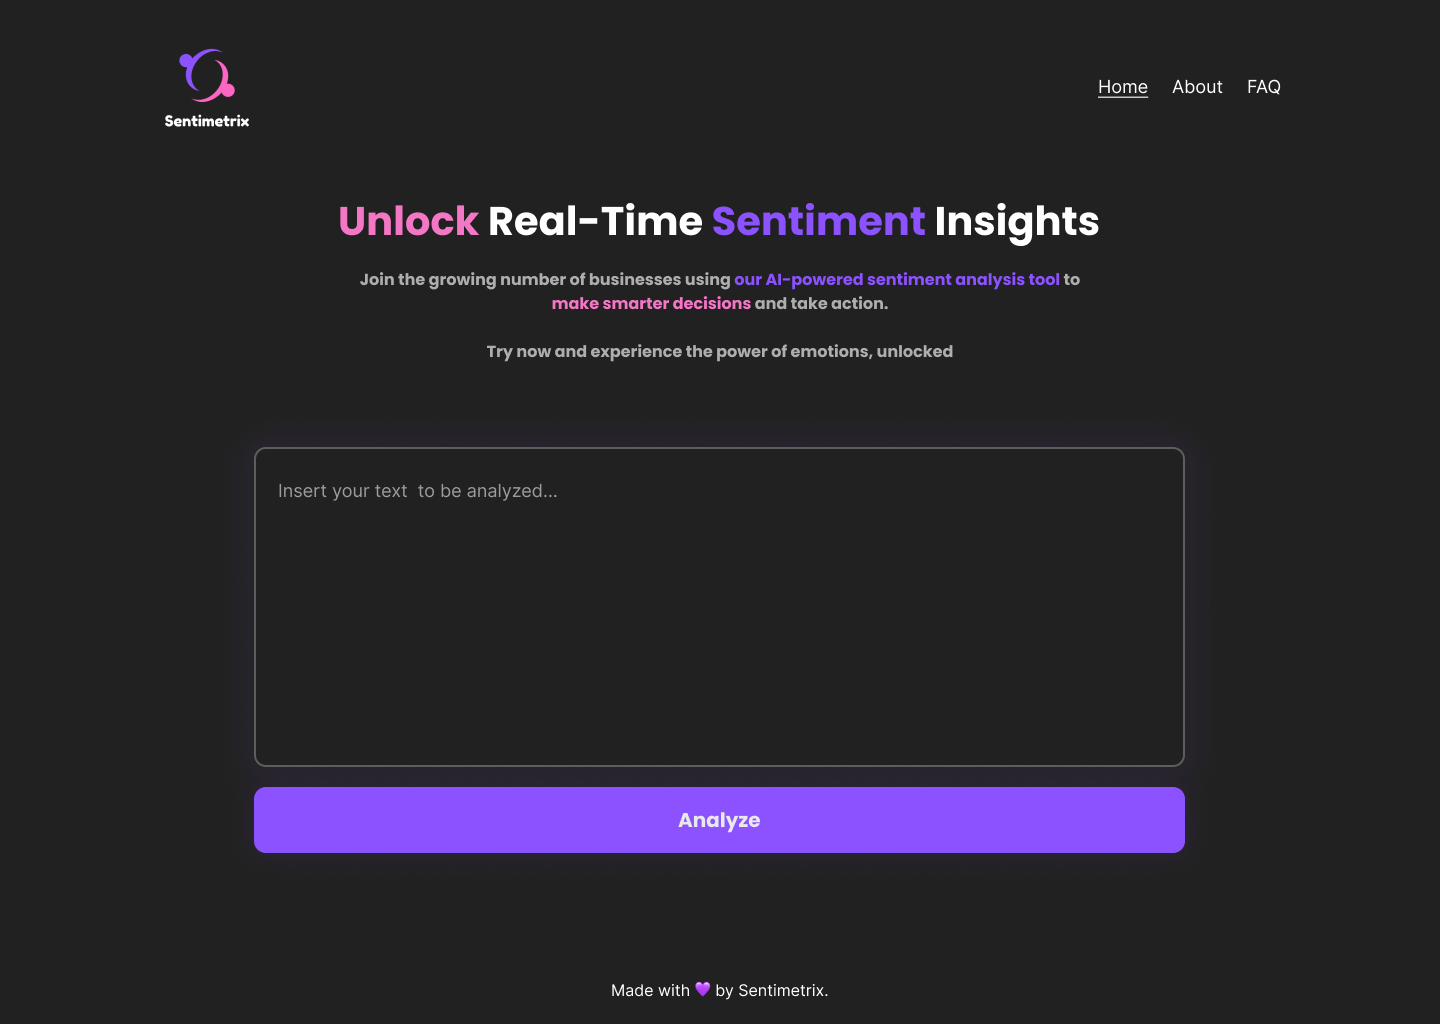 Sentimetrix
Home About FAQ
Unlock Real-Time Sentiment Insights
Join the growing number of businesses using our AI-powered sentiment analysis tool to
make smarter decisions and take action.
Try now and experience the power of emotions, unlocked
Insert your text  to be analyzed...
Analyze
Made with 💜 by Sentimetrix.